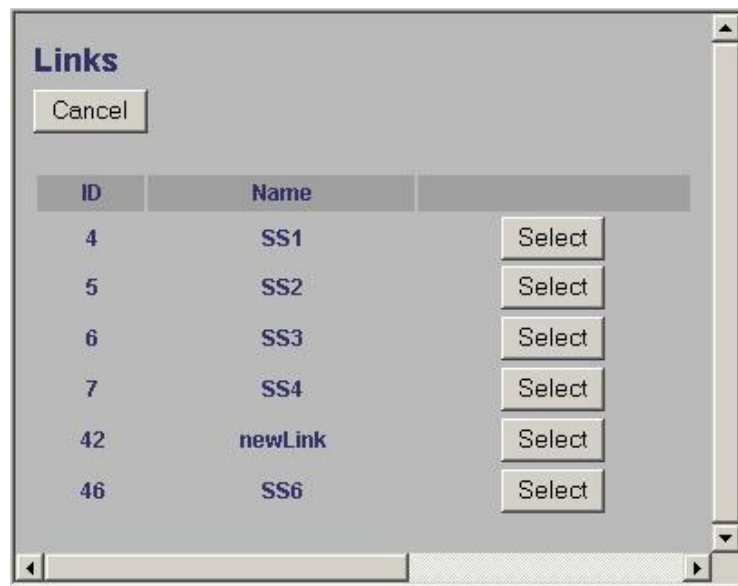 Links
Cancel
ID Name
4 SS1 Select
5 SS2 Select
6 SS3 Select
7 SS4 Select
42 newLink Select
46 SS6 Select